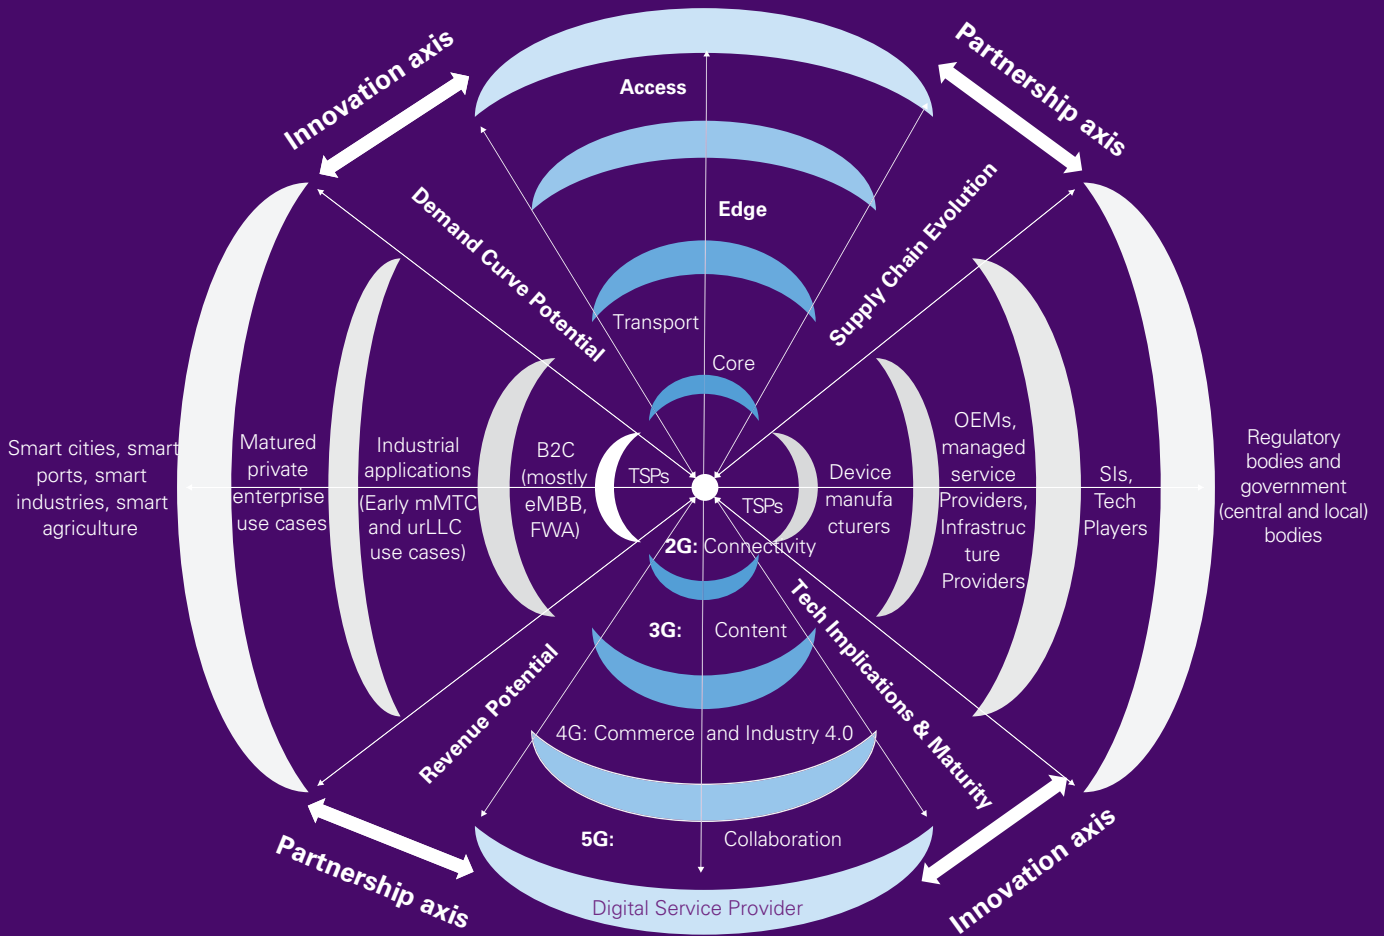 Innovation axis
Partnership axis
Access
Edge
Demand Curve Potential
Supply Chain Evolution
Transport
Core
Smart cities, smart
ports, smart
industries, smart
agriculture
Matured
private
enterprise
use cases
Industrial
applications
(Early mMTC
and urLLC
use cases)
B2C
(mostly
eMBB,
FWA)
TSPs
TSPs
Device
manufa
cturers
OEMs,
managed
service
Providers,
Infrastruc
ture
Providers
SIs,
Tech
Players
Regulatory
bodies and
government
(central and local)
bodies
2G: Connectivity
3G: Content
4G: Commerce and Industry 4.0
5G: Collaboration
Digital Service Provider
Revenue Potential
Tech Implications & Maturity
Partnership axis
Innovation axis